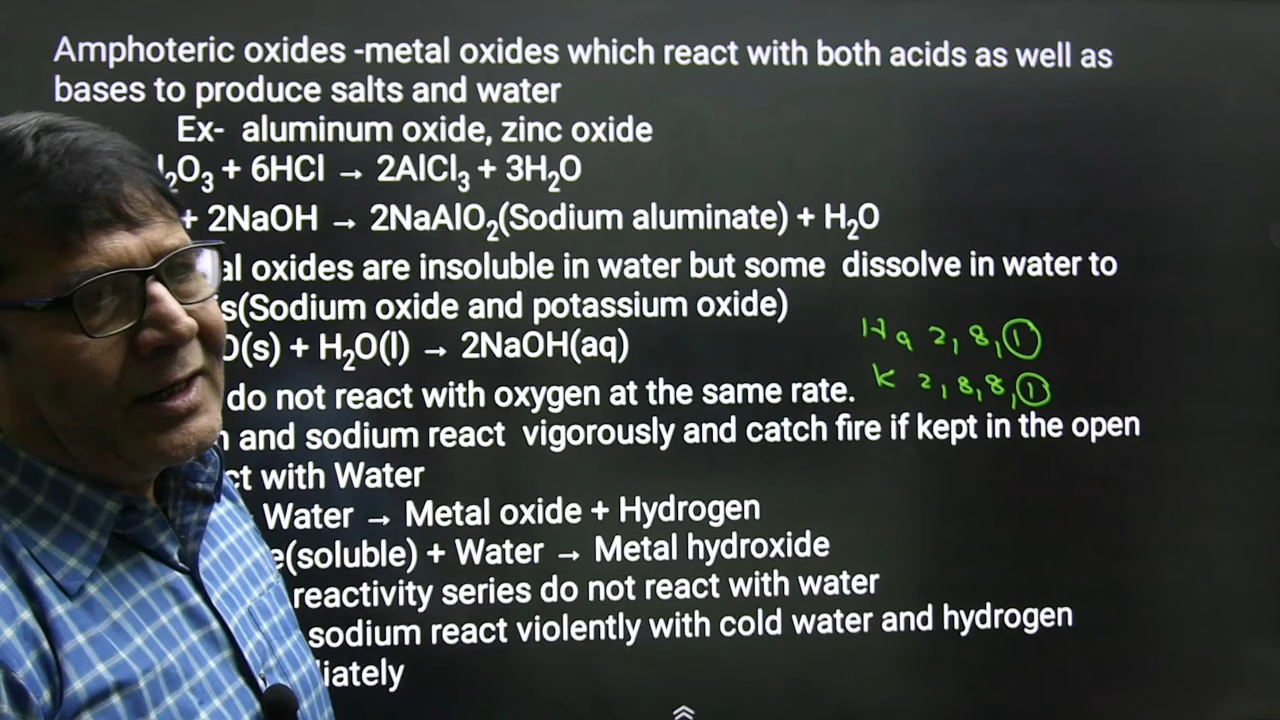 Amphoteric oxides -metal oxides which react with both acids as well as
bases to produce salts and water
Ex- aluminum oxide, zinc oxide
₂O₃ + 6HCl → 2AlCl₃ + 3H₂O
+ 2NaOH → 2NaAlO₂(Sodium aluminate) + H₂O
oxides are insoluble in water but some dissolve in water to
(Sodium oxide and potassium oxide)
(s) + H₂O(l) → 2NaOH(aq)
Na 2, 8, 1
do not react with oxygen at the same rate.
K 2, 8, 8, 1
and sodium react vigorously and catch fire if kept in the open
with Water
Water → Metal oxide + Hydrogen
(soluble) + Water → Metal hydroxide
reactivity series do not react with water
sodium react violently with cold water and hydrogen